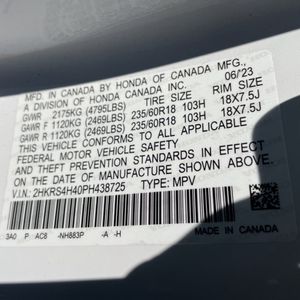 MFD. IN CANADA BY HONDA OF CANADA MFG., 06/23
A DIVISION OF HONDA CANADA INC.
TIRE SIZE RIM SIZE
GVWR 2175KG (4795LBS)
GAWR F 1120KG (2469LBS) 235/60R18 103H 18X7.5J
GAWR R 1120KG (2469LBS) 235/60R18 103H 18X7.5J
THIS VEHICLE CONFORMS TO ALL APPLICABLE
FEDERAL MOTOR VEHICLE SAFETY
STANDARDS IN EFFECT ON THE DATE OF
MANUFACTURE SHOWN ABOVE.
V.I.N.: 2HKRS4H40PH438725 TYPE: MPV
3A0 P AC8 -NH883P -A -H
MADE IN CANADA